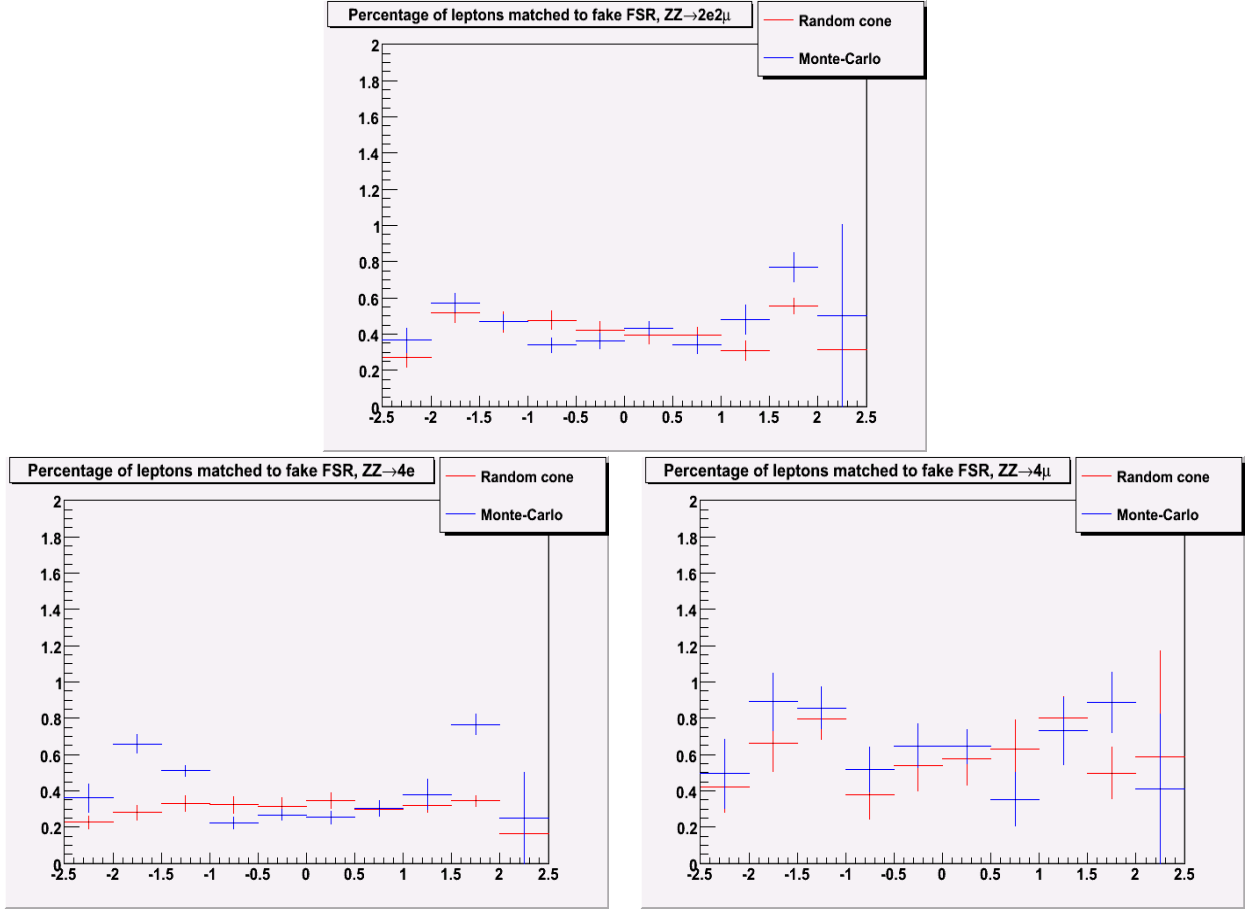 Percentage of leptons matched to fake FSR, ZZ→2e2μ
Random cone
Monte-Carlo
2
1.8
1.6
1.4
1.2
1
0.8
0.6
0.4
0.2
0
-2.5 -2 -1.5 -1 -0.5 0 0.5 1 1.5 2 2.5
Percentage of leptons matched to fake FSR, ZZ→4e
Random cone
Monte-Carlo
2
1.8
1.6
1.4
1.2
1
0.8
0.6
0.4
0.2
0
-2.5 -2 -1.5 -1 -0.5 0 0.5 1 1.5 2 2.5
Percentage of leptons matched to fake FSR, ZZ→4μ
Random cone
Monte-Carlo
2
1.8
1.6
1.4
1.2
1
0.8
0.6
0.4
0.2
0
-2.5 -2 -1.5 -1 -0.5 0 0.5 1 1.5 2 2.5